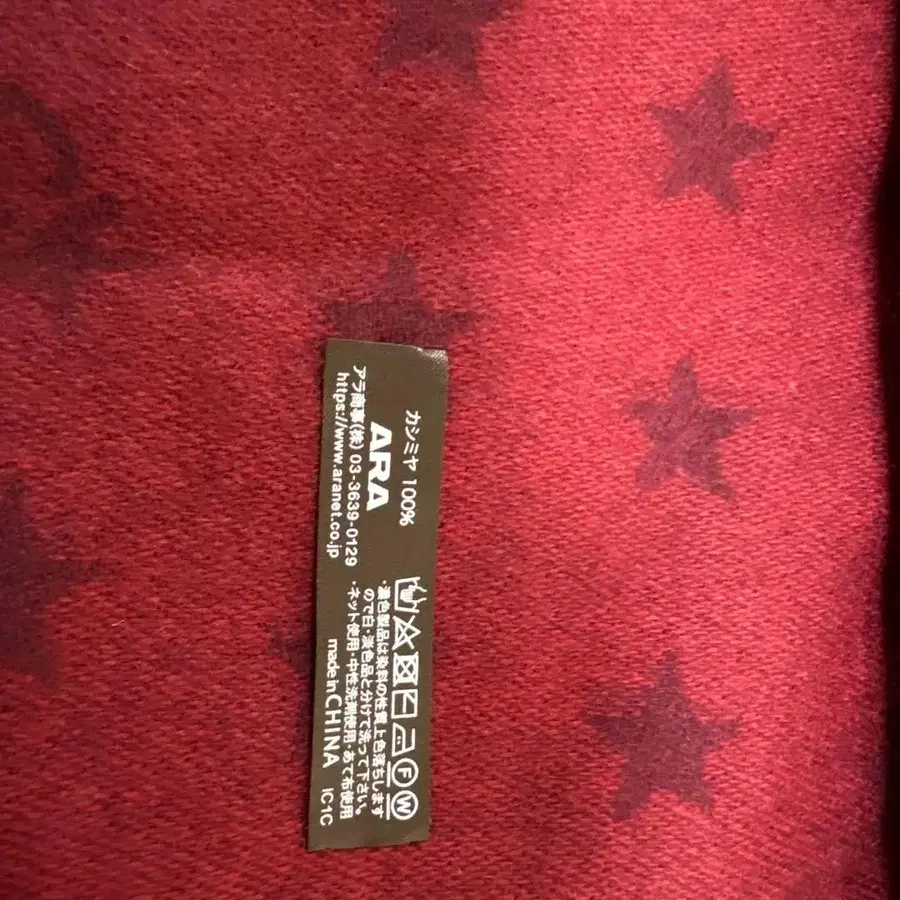 カシミヤ 100%
ARA
アラ商事(株) 03-3639-0129
https://www.aranet.co.jp
・濃色製品は染料の性質上色落ちします
ので白・淡色品と分けて洗って下さい。
・ネット使用・中性洗剤使用・あて布使用
made in CHINA IC1C
F
W